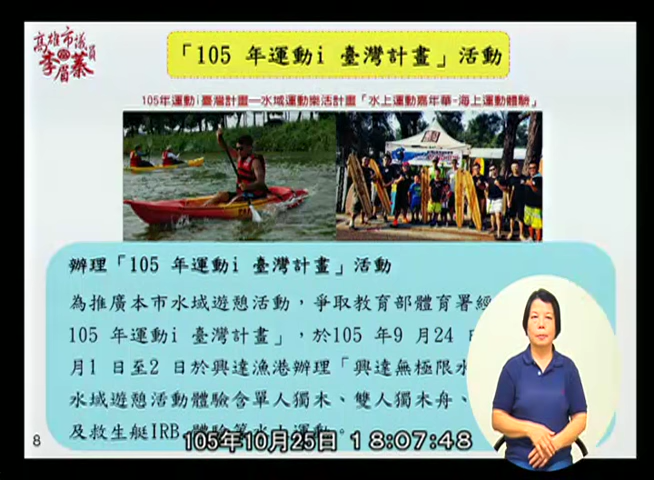 高雄市議員
李眉蓁
「105 年運動i 臺灣計畫」活動
105年運動i臺灣計畫—水域運動樂活計畫「水上運動嘉年華-海上運動體驗」
辦理「105 年運動i 臺灣計畫」活動
為推廣本市水域遊憩活動，爭取教育部體育署經
105 年運動i 臺灣計畫」，於105 年9 月24
月1 日至2 日於興達漁港辦理「興達無極限水
水域遊憩活動體驗含單人獨木、雙人獨木舟、
及救生艇IRB
8
105年10月25日 18:07:48